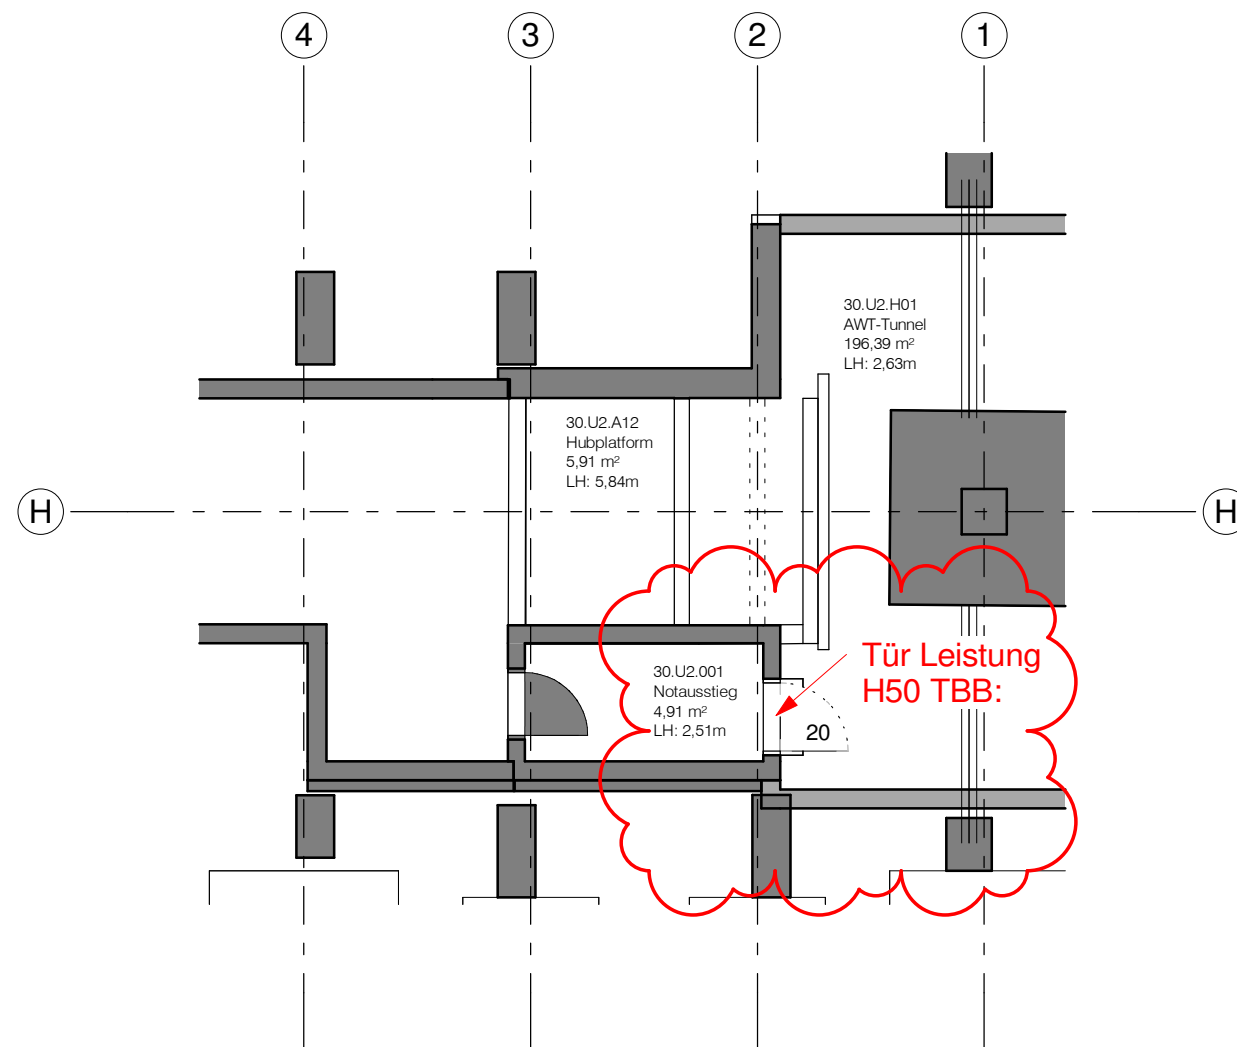 4
3
2
1
30.U2.H01
AWT-Tunnel
196,39 m²
LH: 2,63m
30.U2.A12
Hubplatform
5,91 m²
LH: 5,84m
H
H
Tür Leistung
H50 TBB:
30.U2.001
Notausstieg
4,91 m²
LH: 2,51m
20